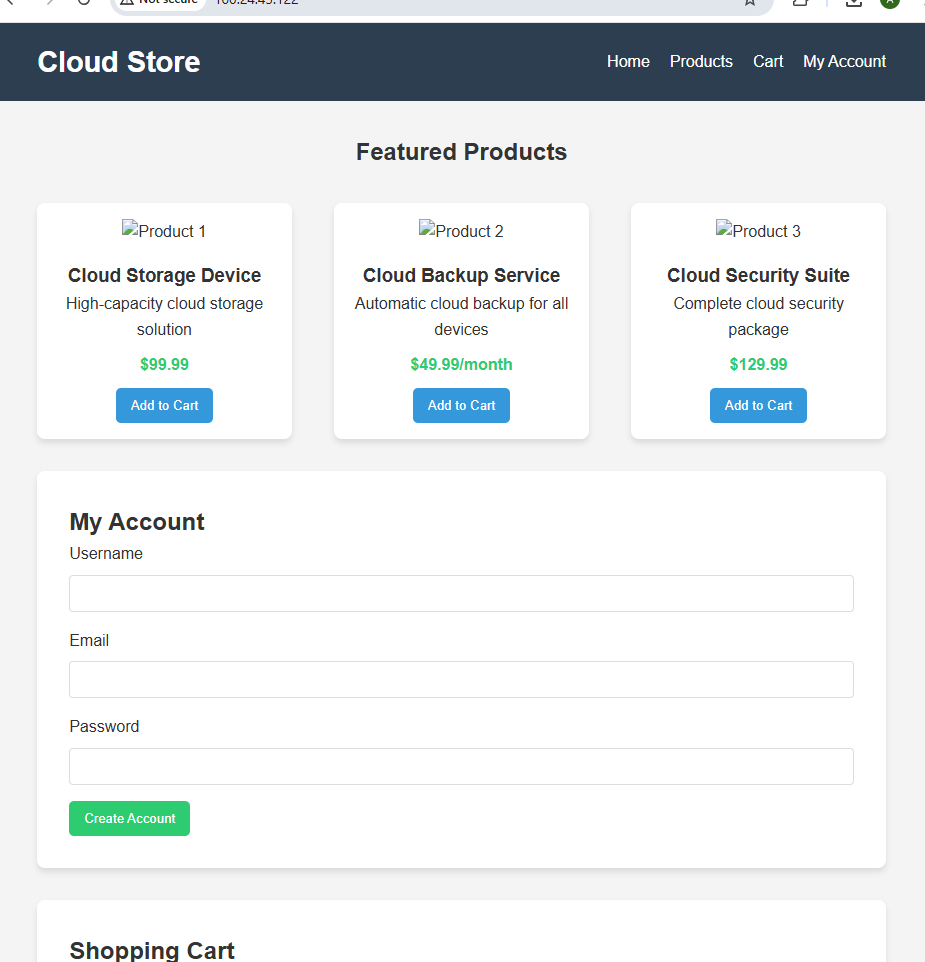 Cloud Store
Home Products Cart My Account
Featured Products
Product 1
Cloud Storage Device
High-capacity cloud storage
solution
$99.99
Add to Cart
Product 2
Cloud Backup Service
Automatic cloud backup for all
devices
$49.99/month
Add to Cart
Product 3
Cloud Security Suite
Complete cloud security
package
$129.99
Add to Cart
My Account
Username
Email
Password
Create Account
Shopping Cart